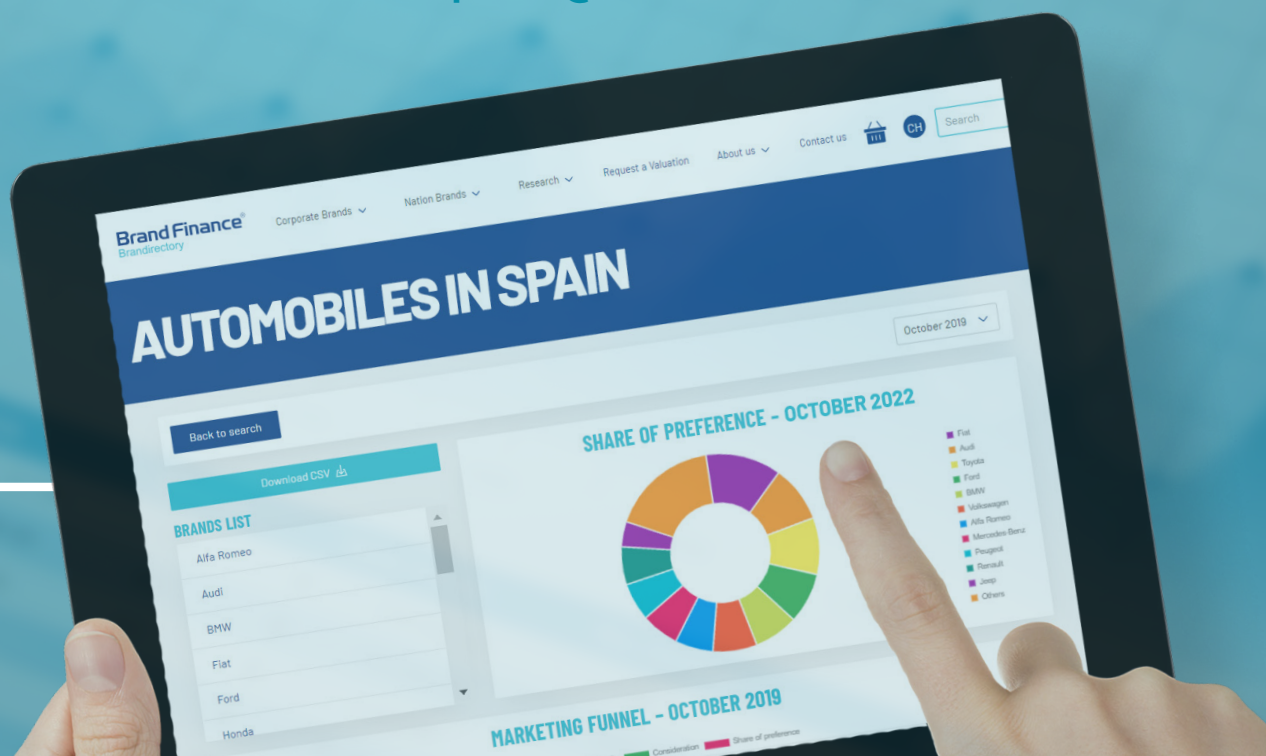 Brand Finance®
Brandirectory
Corporate Brands
Nation Brands
Research
Request a Valuation
About us
Contact us
CH
Search
AUTOMOBILES IN SPAIN
October 2019
Back to search
Download CSV
BRANDS LIST
Alfa Romeo
Audi
BMW
Fiat
Ford
Honda
SHARE OF PREFERENCE - OCTOBER 2022
Fiat
Audi
Toyota
Ford
BMW
Volkswagen
Alfa Romeo
Mercedes-Benz
Peugeot
Renault
Jeep
Others
MARKETING FUNNEL - OCTOBER 2019
Consideration
Share of preference